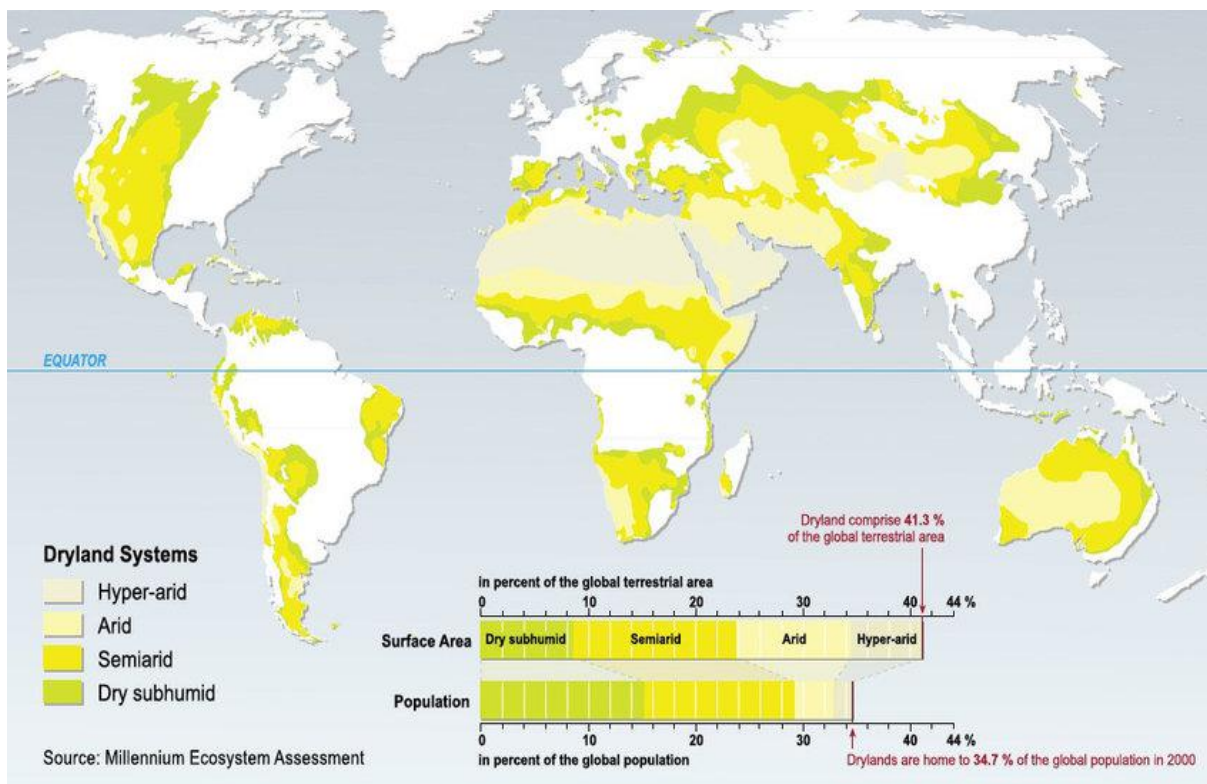 EQUATOR
Dryland Systems
Hyper-arid
Arid
Semiarid
Dry subhumid
Source: Millennium Ecosystem Assessment
Dryland comprise 41.3 %
of the global terrestrial area
in percent of the global terrestrial area
0 10 20 30 40 44 %
Surface Area Dry subhumid Semiarid Arid Hyper-arid
Population
0 10 20 30 40 44 %
in percent of the global population
Drylands are home to 34.7 % of the global population in 2000